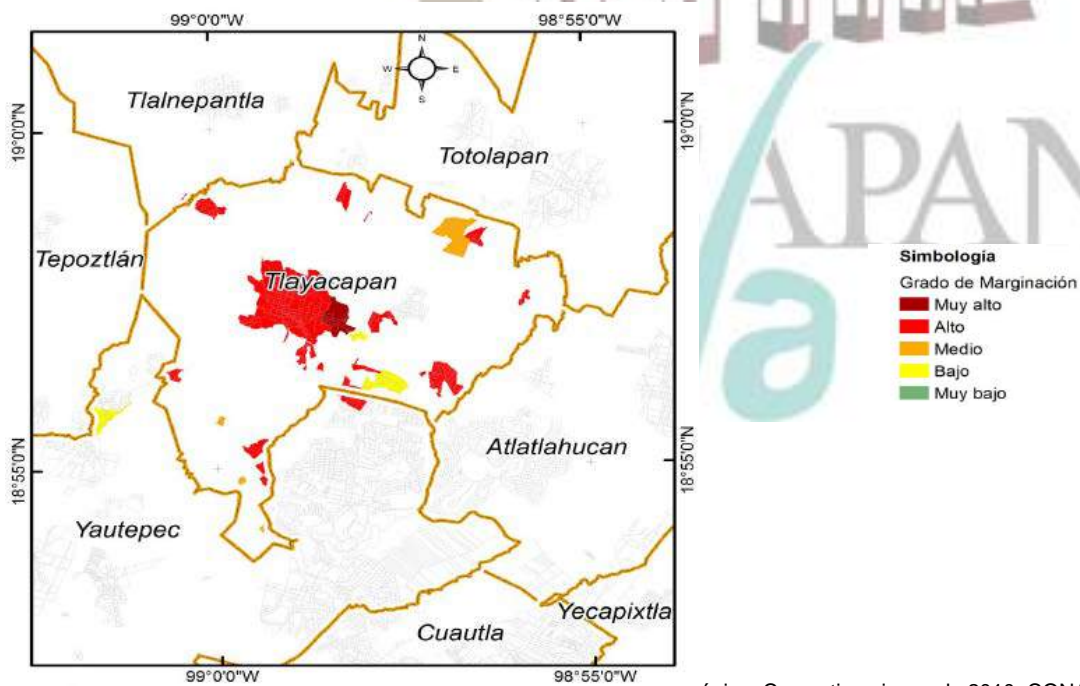 99°0'0"W 98°55'0"W
N
W E
S
Tlalnepantla
19°0'0"N
19°0'0"N
Totolapan
APAN
Tepoztlán
Tlayacapan
a
Simbología
Grado de Marginación
Muy alto
Alto
Medio
Bajo
Muy bajo
Atlatlahucan
18°55'0"N
18°55'0"N
Yautepec
Yecapixtla
Cuautla
99°0'0"W 98°55'0"W